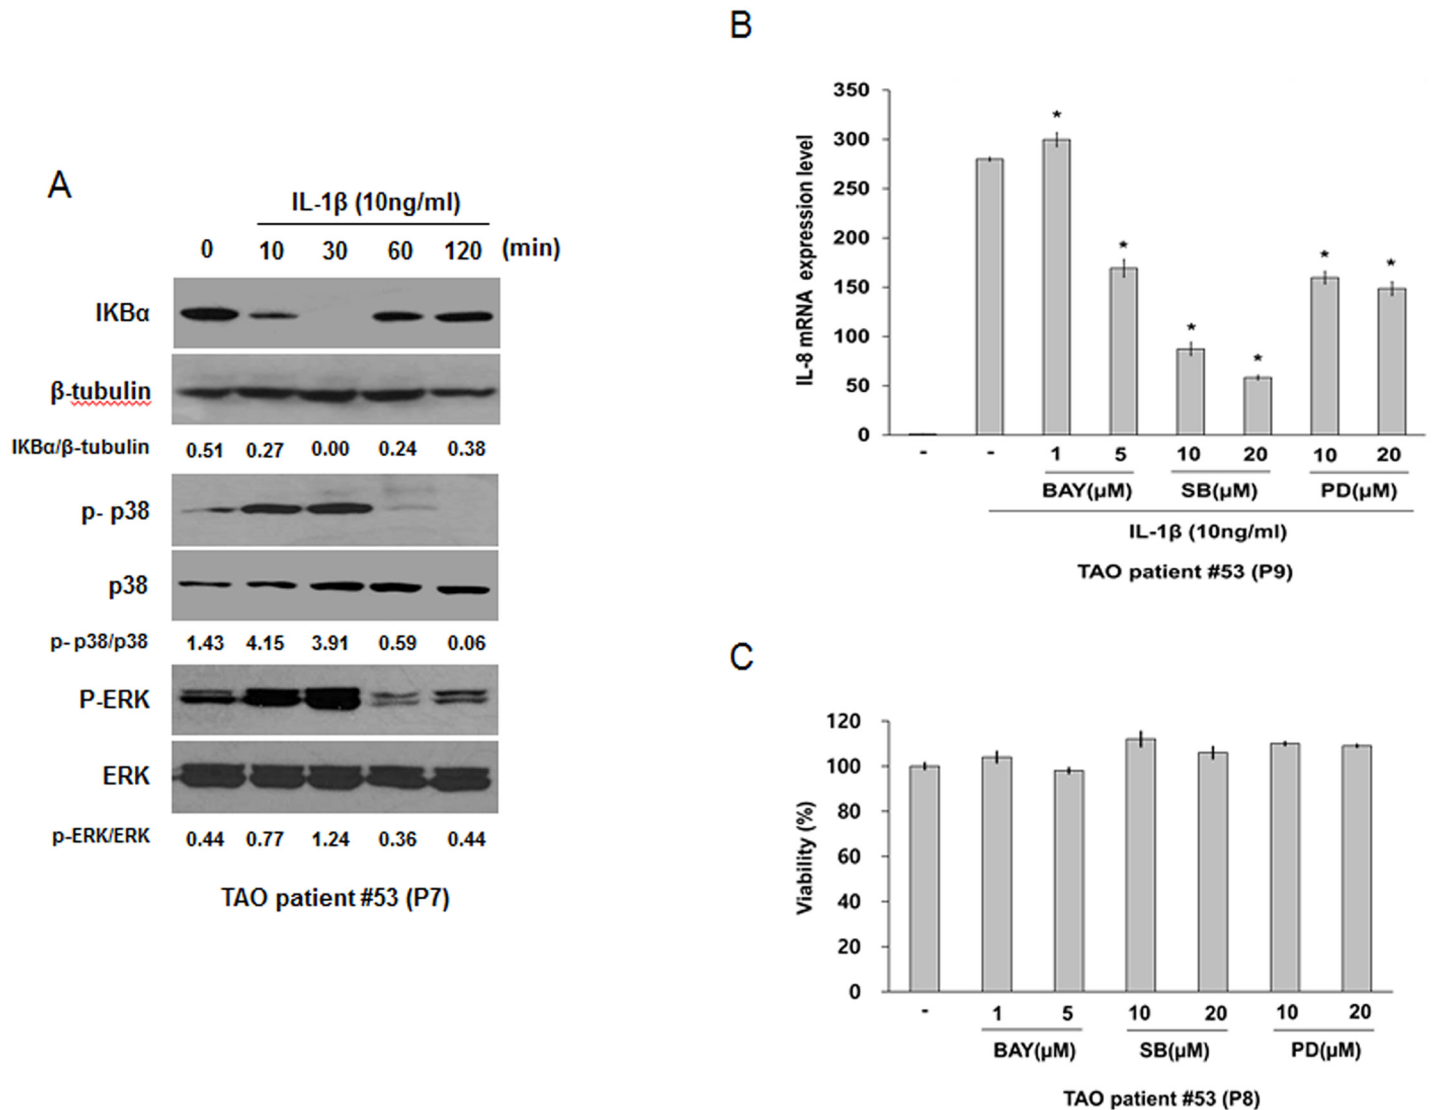 A
IL-1β (10ng/ml)
0 10 30 60 120 (min)
IKBα
β-tubulin
IKBα/β-tubulin 0.51 0.27 0.00 0.24 0.38
p- p38
p38
p- p38/p38 1.43 4.15 3.91 0.59 0.06
P-ERK
ERK
p-ERK/ERK 0.44 0.77 1.24 0.36 0.44
TAO patient #53 (P7)
B
IL-8 mRNA expression level
350
300
250
200
150
100
50
0
* * * * * *
- - 1 5 10 20 10 20
BAY(μM) SB(μM) PD(μM)
IL-1β (10ng/ml)
TAO patient #53 (P9)
C
Viability (%)
120
100
80
60
40
20
0
- 1 5 10 20 10 20
BAY(μM) SB(μM) PD(μM)
TAO patient #53 (P8)